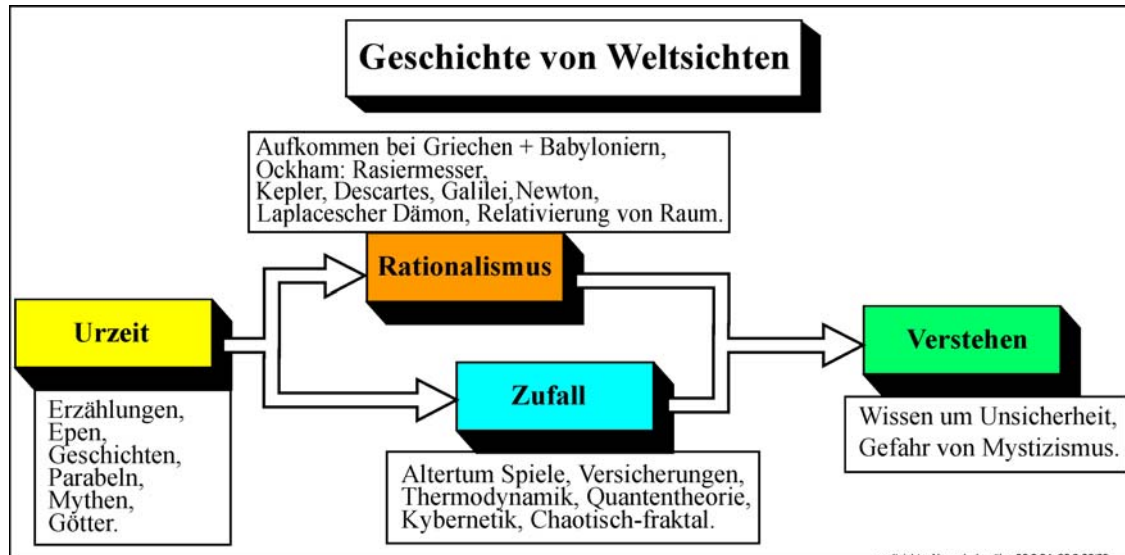 Geschichte von Weltsichten
Aufkommen bei Griechen + Babyloniern,
Ockham: Rasiermesser,
Kepler, Descartes, Galilei,Newton,
Laplacescher Dämon, Relativierung von Raum.
Rationalismus
Urzeit
Erzählungen,
Epen,
Geschichten,
Parabeln,
Mythen,
Götter.
Zufall
Altertum Spiele, Versicherungen,
Thermodynamik, Quantentheorie,
Kybernetik, Chaotisch-fraktal.
Verstehen
Wissen um Unsicherheit,
Gefahr von Mystizismus.